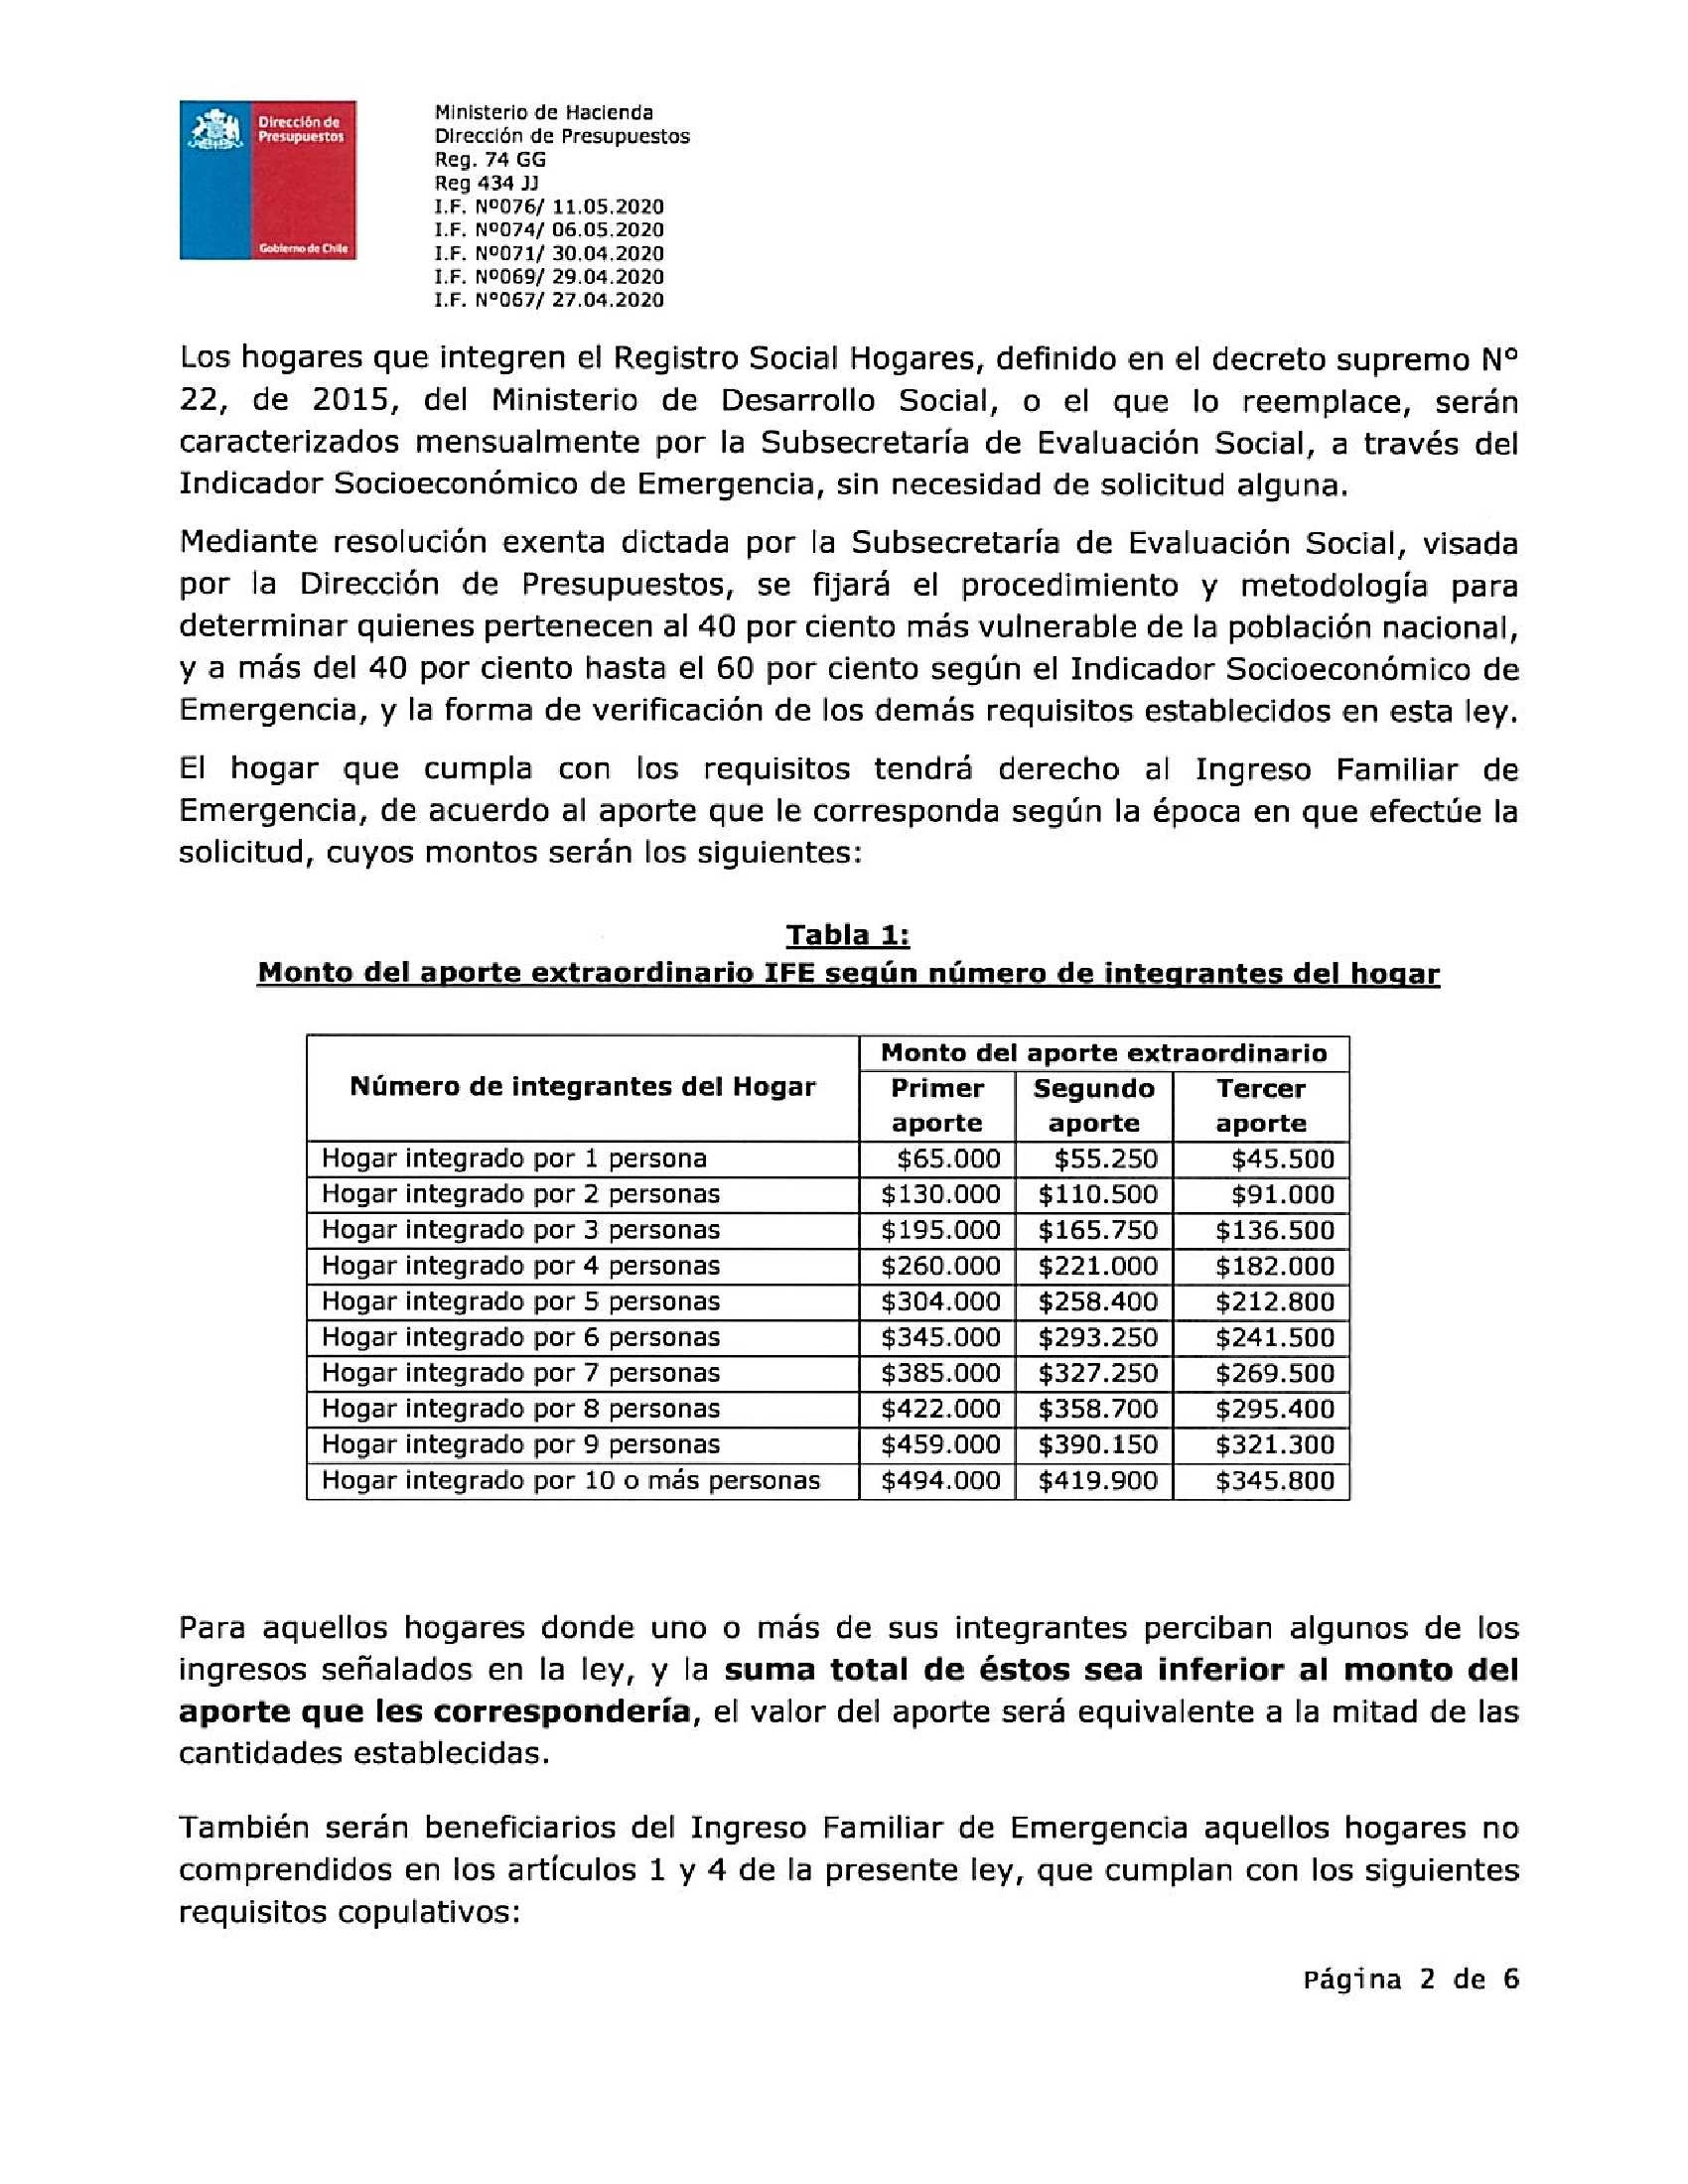 Dirección de
Presupuestos
Gobierno de Chile
Ministerio de Hacienda
Dirección de Presupuestos
Reg. 74 GG
Reg 434 JJ
I.F. Nº076/ 11.05.2020
I.F. Nº074/ 06.05.2020
I.F. Nº071/ 30.04.2020
I.F. Nº069/ 29.04.2020
I.F. N°067/ 27.04.2020
Los hogares que integren el Registro Social Hogares, definido en el decreto supremo Nº
22, de 2015, del Ministerio de Desarrollo Social, o el que lo reemplace, serán
caracterizados mensualmente por la Subsecretaría de Evaluación Social, a través del
Indicador Socioeconómico de Emergencia, sin necesidad de solicitud alguna.
Mediante resolución exenta dictada por la Subsecretaría de Evaluación Social, visada
por la Dirección de Presupuestos, se fijará el procedimiento y metodología para
determinar quienes pertenecen al 40 por ciento más vulnerable de la población nacional,
y a más del 40 por ciento hasta el 60 por ciento según el Indicador Socioeconómico de
Emergencia, y la forma de verificación de los demás requisitos establecidos en esta ley.
El hogar que cumpla con los requisitos tendrá derecho al Ingreso Familiar de
Emergencia, de acuerdo al aporte que le corresponda según la época en que efectúe la
solicitud, cuyos montos serán los siguientes:
Tabla 1:
Monto del aporte extraordinario IFE según número de integrantes del hogar
Número de integrantes del Hogar
Monto del aporte extraordinario
Primer aporte Segundo aporte Tercer aporte
Hogar integrado por 1 persona $65.000 $55.250 $45.500
Hogar integrado por 2 personas $130.000 $110.500 $91.000
Hogar integrado por 3 personas $195.000 $165.750 $136.500
Hogar integrado por 4 personas $260.000 $221.000 $182.000
Hogar integrado por 5 personas $304.000 $258.400 $212.800
Hogar integrado por 6 personas $345.000 $293.250 $241.500
Hogar integrado por 7 personas $385.000 $327.250 $269.500
Hogar integrado por 8 personas $422.000 $358.700 $295.400
Hogar integrado por 9 personas $459.000 $390.150 $321.300
Hogar integrado por 10 o más personas $494.000 $419.900 $345.800
Para aquellos hogares donde uno o más de sus integrantes perciban algunos de los
ingresos señalados en la ley, y la suma total de éstos sea inferior al monto del
aporte que les correspondería, el valor del aporte será equivalente a la mitad de las
cantidades establecidas.
También serán beneficiarios del Ingreso Familiar de Emergencia aquellos hogares no
comprendidos en los artículos 1 y 4 de la presente ley, que cumplan con los siguientes
requisitos copulativos:
Página 2 de 6